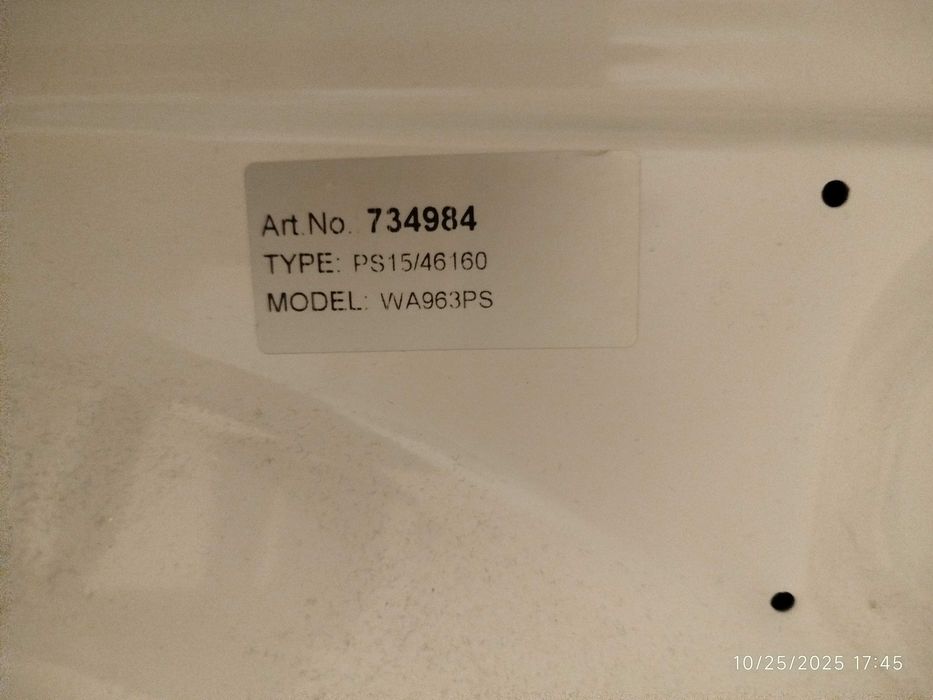 Art.No. 734984
TYPE: PS15/46160
MODEL: WA963PS
10/25/2025 17:45